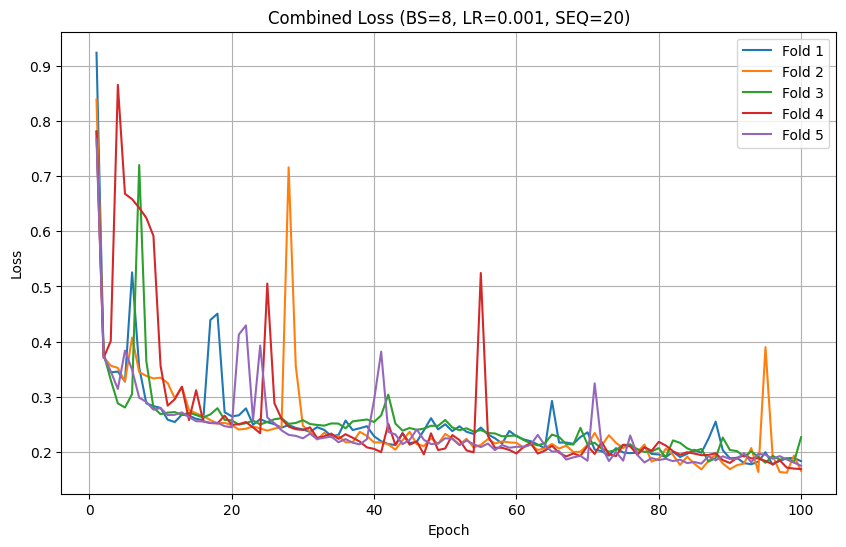 Combined Loss (BS=8, LR=0.001, SEQ=20)
Fold 1
Fold 2
Fold 3
Fold 4
Fold 5
Loss
0.9
0.8
0.7
0.6
0.5
0.4
0.3
0.2
0
20
40
60
80
100
Epoch